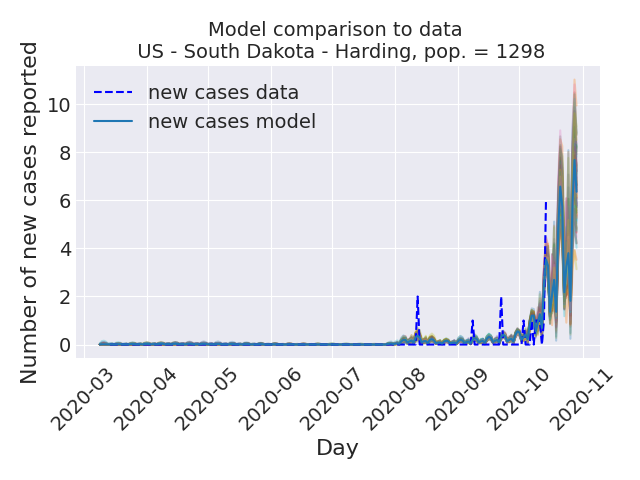 Model comparison to data
US - South Dakota - Harding, pop. = 1298
Number of new cases reported
new cases data
new cases model
10
8
6
4
2
0
2020-03
2020-04
2020-05
2020-06
2020-07
2020-08
2020-09
2020-10
2020-11
Day